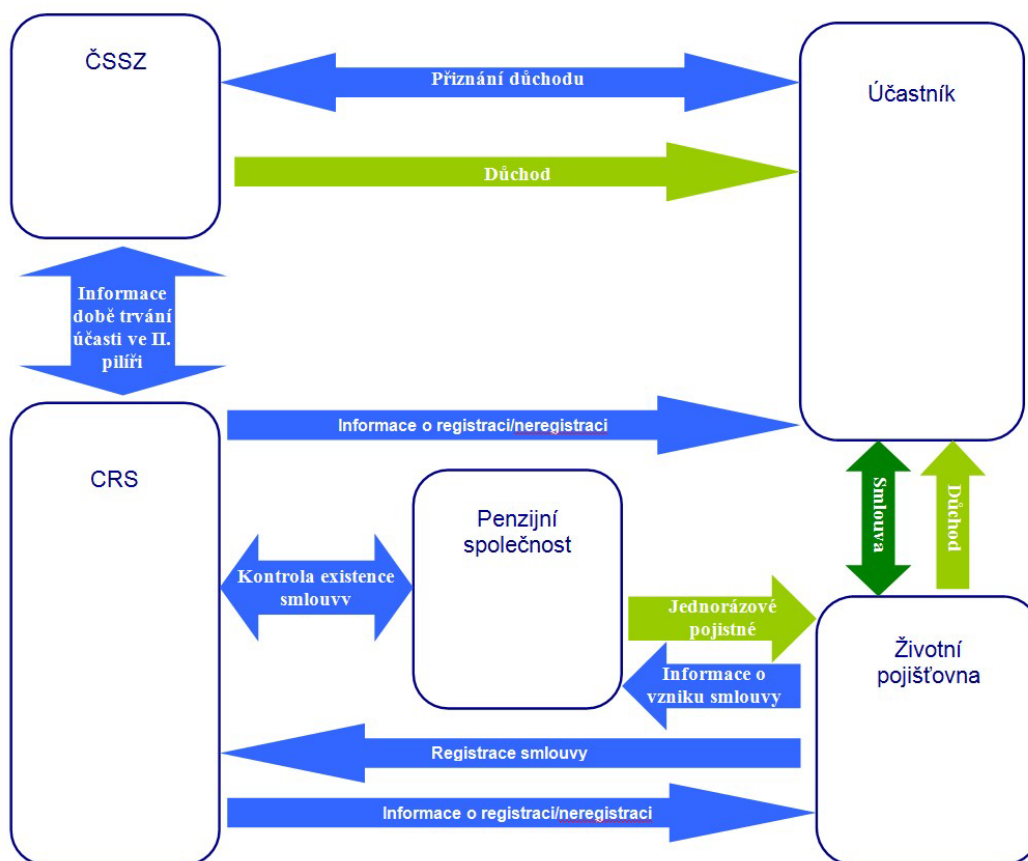 ČSSZ
Přiznání důchodu
Účastník
Důchod
Informace
době trvání
účasti ve II.
pilíři
Informace o registraci/neregistraci
CRS
Penzijní
společnost
Smlouva
Důchod
Kontrola existence
smlouvv
Jednorázové
pojistné
Životní
pojišťovna
Informace o
vzniku smlouvy
Registrace smlouvy
Informace o registraci/neregistraci